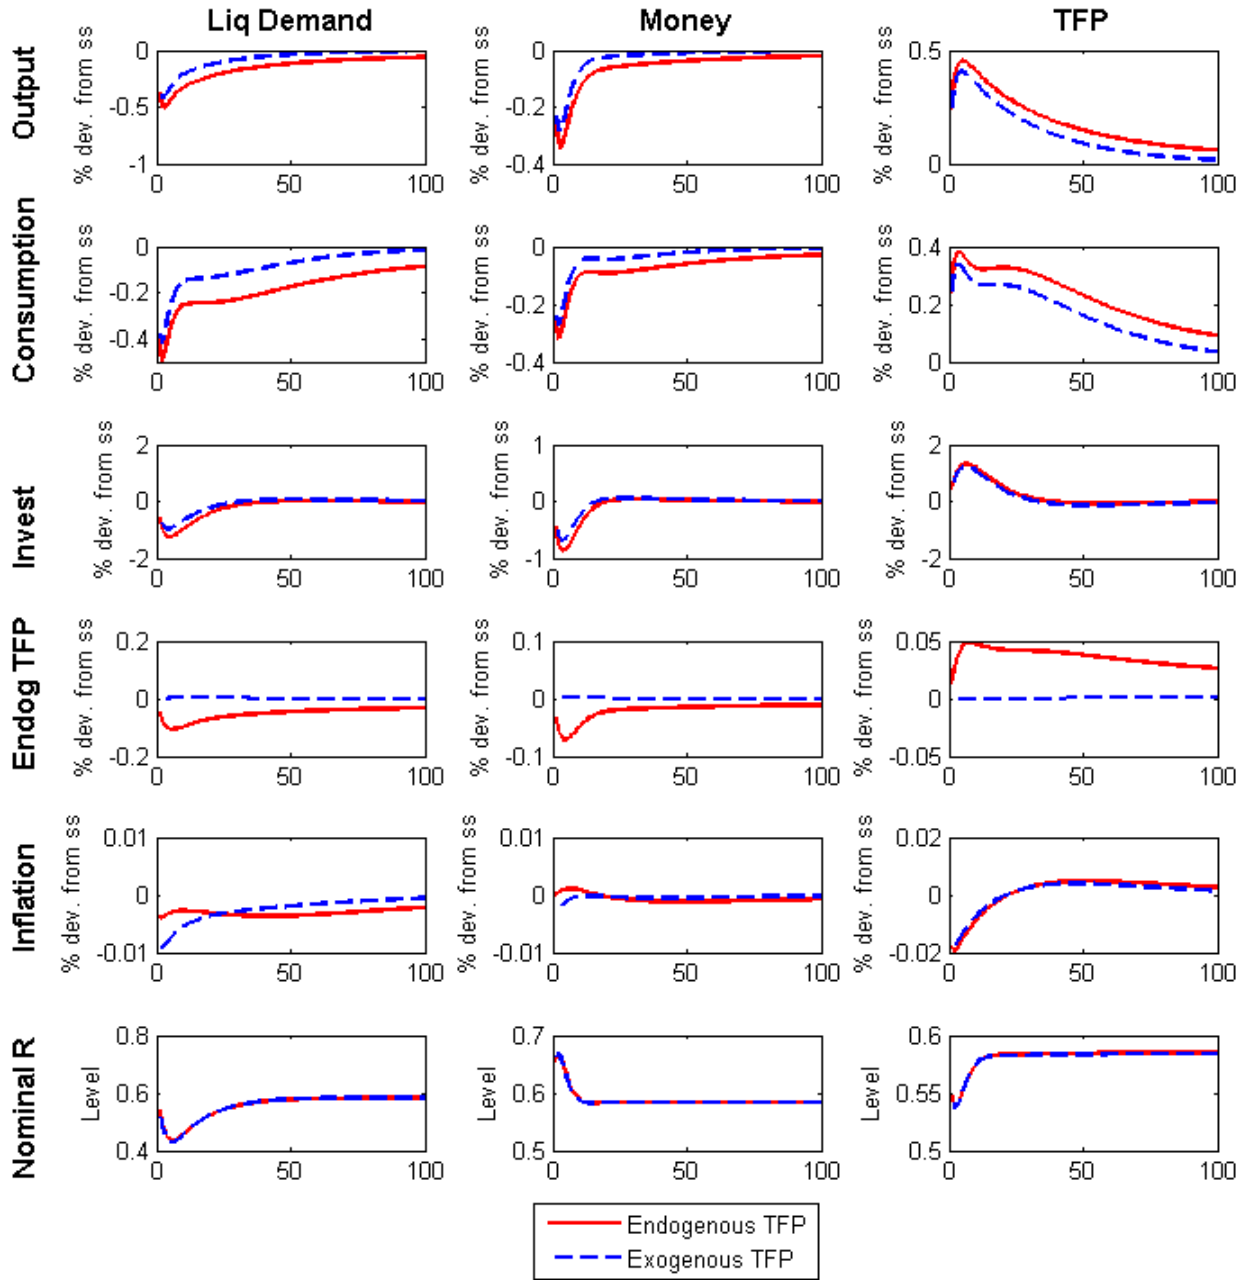 Liq Demand Money TFP
Output
% dev. from ss
0
-0.5
-1
0 50 100
% dev. from ss
0
-0.2
-0.4
0 50 100
% dev. from ss
0.5
0
0 50 100
Consumption
% dev. from ss
0
-0.2
-0.4
0 50 100
% dev. from ss
0
-0.2
-0.4
0 50 100
% dev. from ss
0.4
0.2
0
0 50 100
Invest
% dev. from ss
2
0
-2
0 50 100
% dev. from ss
1
0
-1
0 50 100
% dev. from ss
2
0
-2
0 50 100
Endog TFP
% dev. from ss
0.2
0
-0.2
0 50 100
% dev. from ss
0.1
0
-0.1
0 50 100
% dev. from ss
0.05
0
-0.05
0 50 100
Inflation
% dev. from ss
0.01
0
-0.01
0 50 100
% dev. from ss
0.01
0
-0.01
0 50 100
% dev. from ss
0.02
0
-0.02
0 50 100
Nominal R
Level
0.8
0.6
0.4
0 50 100
Level
0.7
0.6
0.5
0 50 100
Level
0.6
0.55
0.5
0 50 100
Endogenous TFP
Exogenous TFP